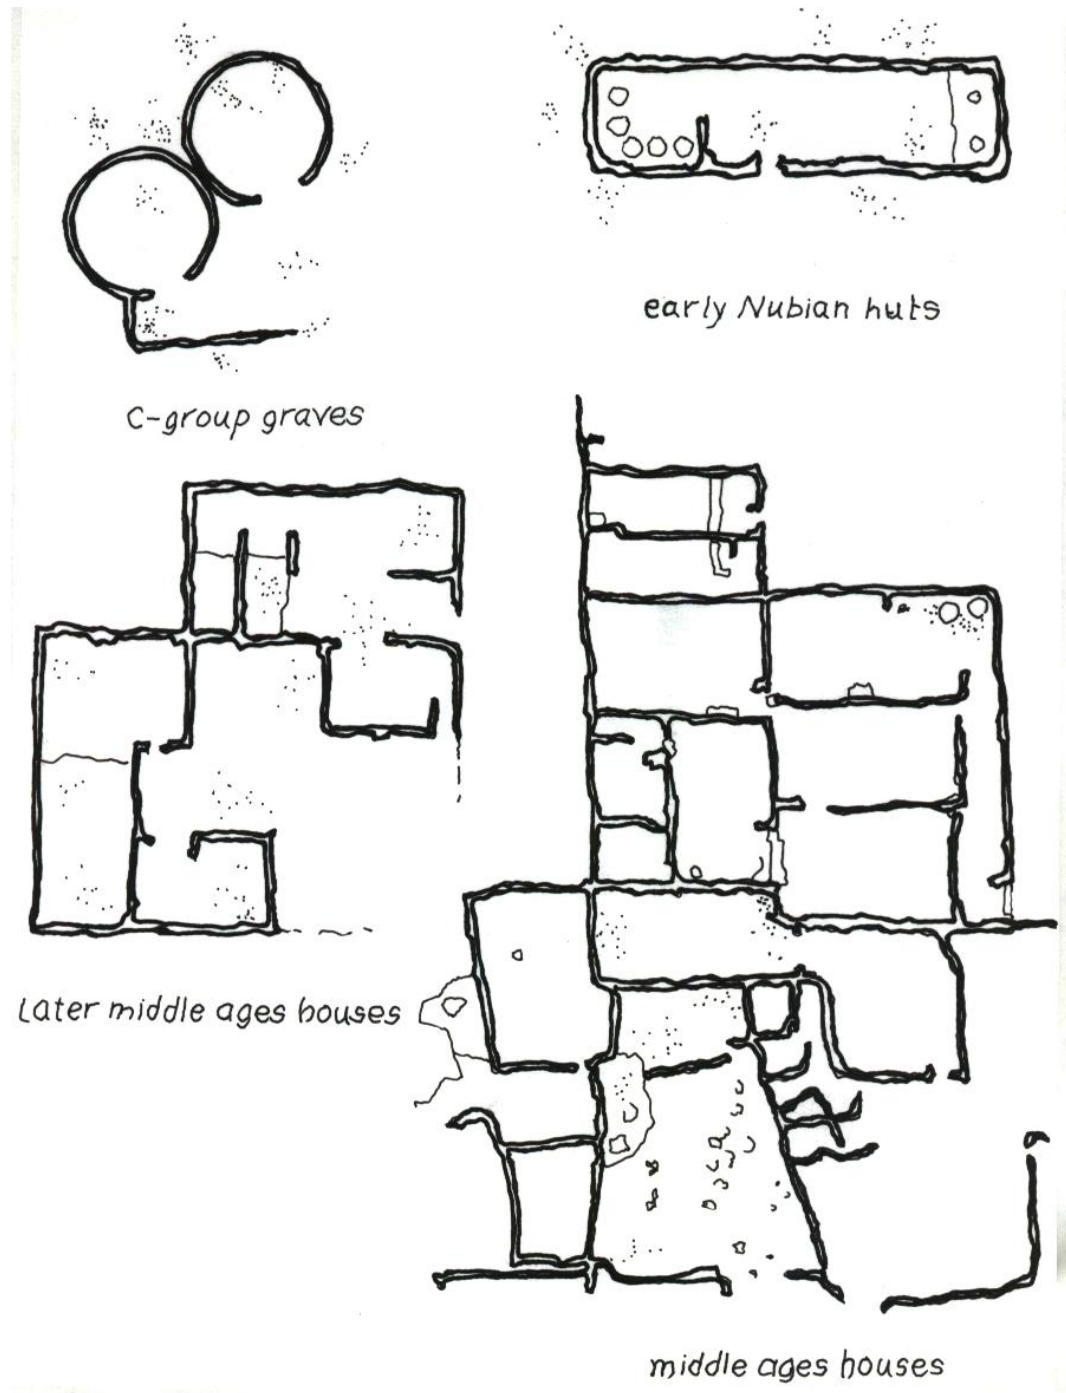 early Nubian huts
C-group graves
Later middle ages houses
middle ages houses